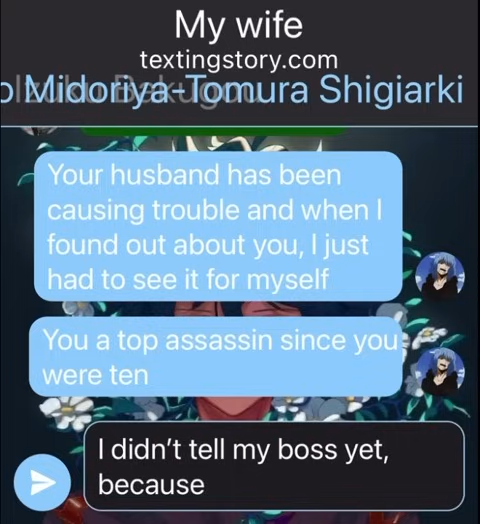 My wife
textingstory.com
Midoriya-Tomura Shigiarki
Your husband has been
causing trouble and when I
found out about you, I just
had to see it for myself
You a top assassin since you
were ten
I didn't tell my boss yet,
because